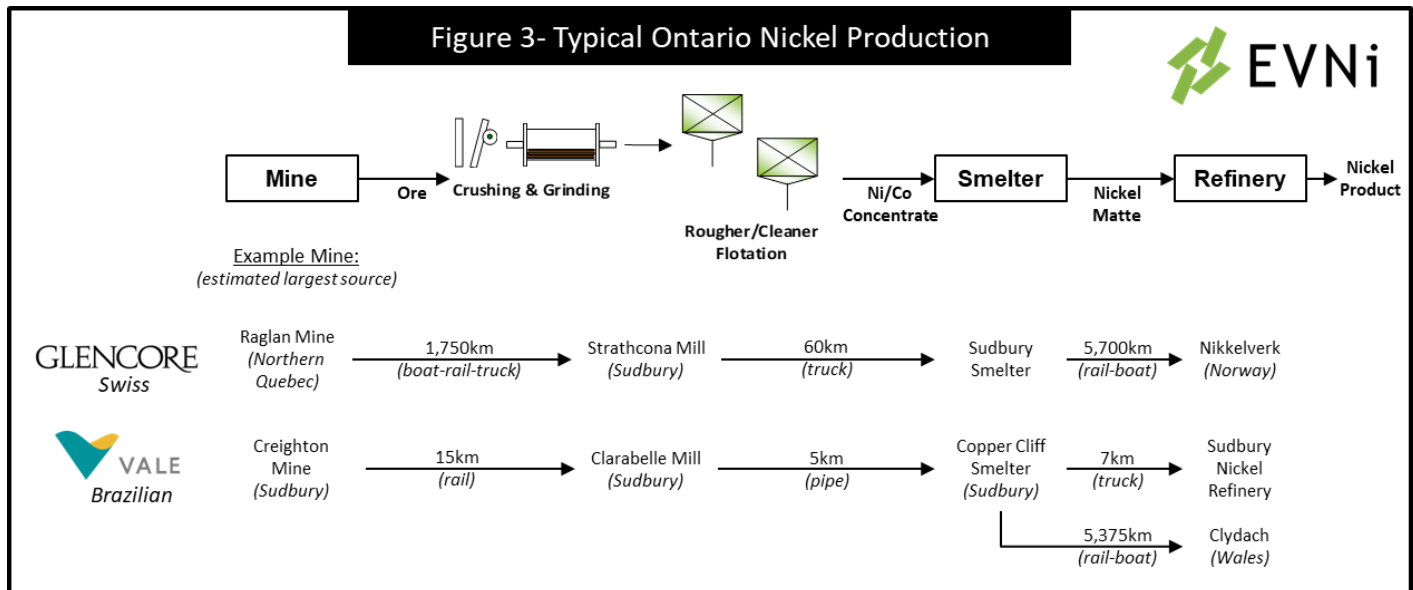 Figure 3- Typical Ontario Nickel Production
EVNi
Mine
Ore
Crushing & Grinding
Rougher/Cleaner
Flotation
Ni/Co
Concentrate
Smelter
Nickel
Matte
Refinery
Nickel
Product
Example Mine:
(estimated largest source)
GLENCORE
Swiss
Raglan Mine
(Northern
Quebec)
1,750km
(boat-rail-truck)
Strathcona Mill
(Sudbury)
60km
(truck)
Sudbury
Smelter
5,700km
(rail-boat)
Nikkelverk
(Norway)
VALE
Brazilian
Creighton
Mine
(Sudbury)
15km
(rail)
Clarabelle Mill
(Sudbury)
5km
(pipe)
Copper Cliff
Smelter
(Sudbury)
7km
(truck)
Sudbury
Nickel
Refinery
5,375km
(rail-boat)
Clydach
(Wales)